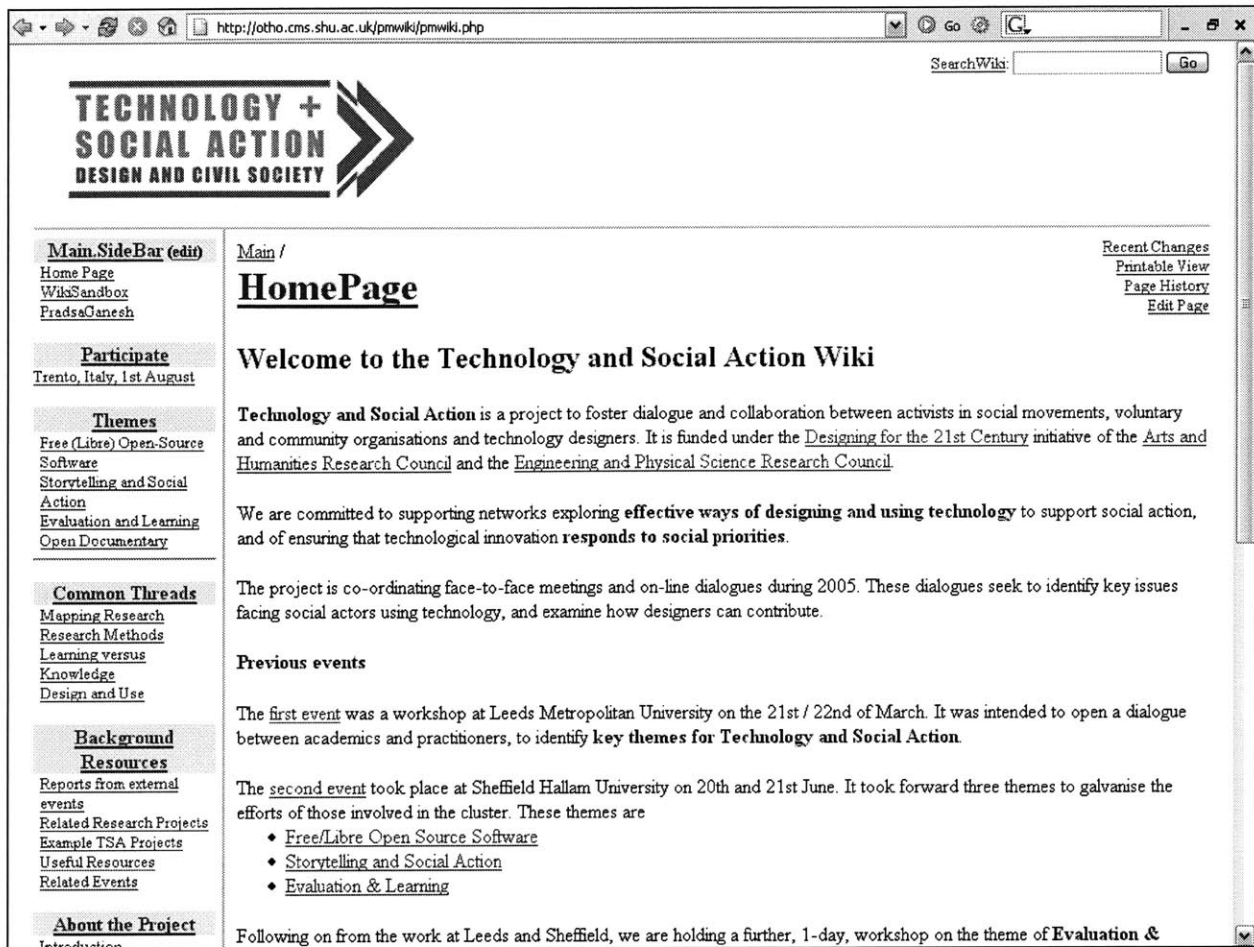 http://otho.cms.shu.ac.uk/pmwiki/pmwiki.php
Go
G
SearchWiki:
Go
TECHNOLOGY +
SOCIAL ACTION
DESIGN AND CIVIL SOCIETY
Main.SideBar (edit)
Home Page
WikiSandbox
PradsaGanesh
Participate
Trento, Italy, 1st August
Themes
Free (Libre) Open-Source
Software
Storytelling and Social
Action
Evaluation and Learning
Open Documentary
Common Threads
Mapping Research
Research Methods
Learning versus
Knowledge
Design and Use
Background
Resources
Reports from external
events
Related Research Projects
Example TSA Projects
Useful Resources
Related Events
About the Project
Introduction
Main /
HomePage
Recent Changes
Printable View
Page History
Edit Page
Welcome to the Technology and Social Action Wiki
Technology and Social Action is a project to foster dialogue and collaboration between activists in social movements, voluntary
and community organisations and technology designers. It is funded under the Designing for the 21st Century initiative of the Arts and
Humanities Research Council and the Engineering and Physical Science Research Council.
We are committed to supporting networks exploring effective ways of designing and using technology to support social action,
and of ensuring that technological innovation responds to social priorities.
The project is co-ordinating face-to-face meetings and on-line dialogues during 2005. These dialogues seek to identify key issues
facing social actors using technology, and examine how designers can contribute.
Previous events
The first event was a workshop at Leeds Metropolitan University on the 21st / 22nd of March. It was intended to open a dialogue
between academics and practitioners, to identify key themes for Technology and Social Action.
The second event took place at Sheffield Hallam University on 20th and 21st June. It took forward three themes to galvanise the
efforts of those involved in the cluster. These themes are
• Free/Libre Open Source Software
• Storytelling and Social Action
• Evaluation & Learning
Following on from the work at Leeds and Sheffield, we are holding a further, 1-day, workshop on the theme of Evaluation &